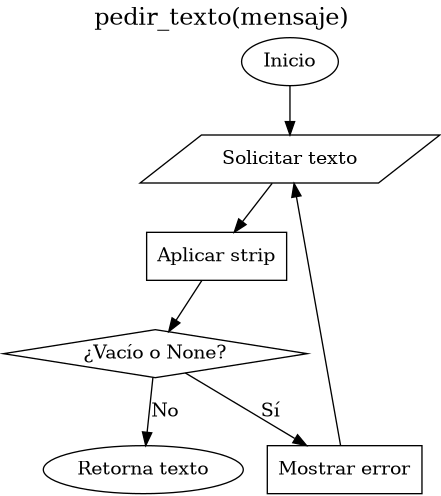 pedir_texto(mensaje)
Inicio
Solicitar texto
Aplicar strip
¿Vacío o None?
No
Sí
Retorna texto
Mostrar error